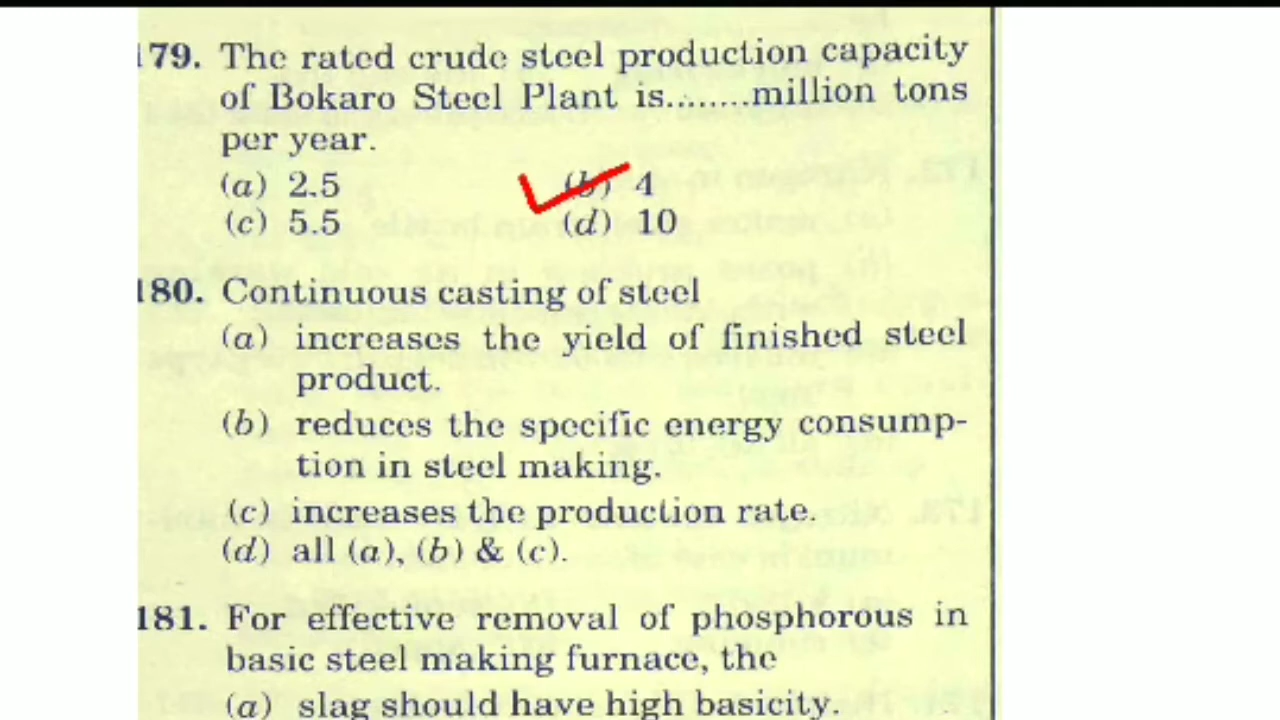 179. The rated crude steel production capacity
of Bokaro Steel Plant is........million tons
per year.
(a) 2.5 (b) 4
(c) 5.5 (d) 10
180. Continuous casting of steel
(a) increases the yield of finished steel
product.
(b) reduces the specific energy consump-
tion in steel making.
(c) increases the production rate.
(d) all (a), (b) & (c).
181. For effective removal of phosphorous in
basic steel making furnace, the
(a) slag should have high basicity.